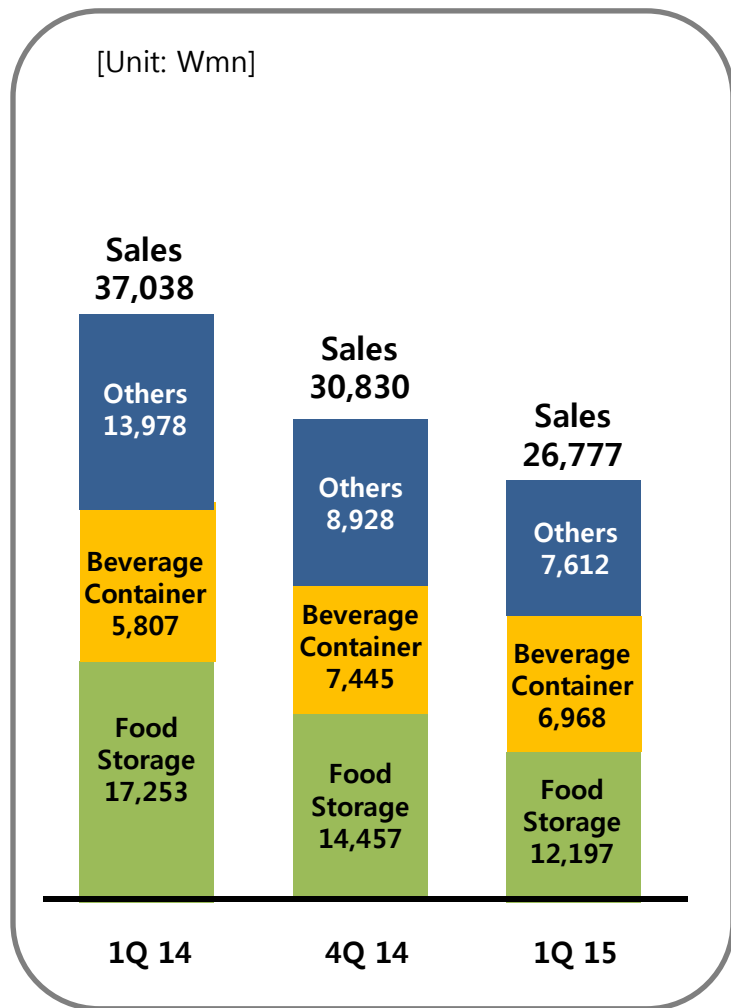 [Unit: Wmn]
Sales
37,038
Others
13,978
Beverage
Container
5,807
Food
Storage
17,253
1Q 14
Sales
30,830
Others
8,928
Beverage
Container
7,445
Food
Storage
14,457
4Q 14
Sales
26,777
Others
7,612
Beverage
Container
6,968
Food
Storage
12,197
1Q 15